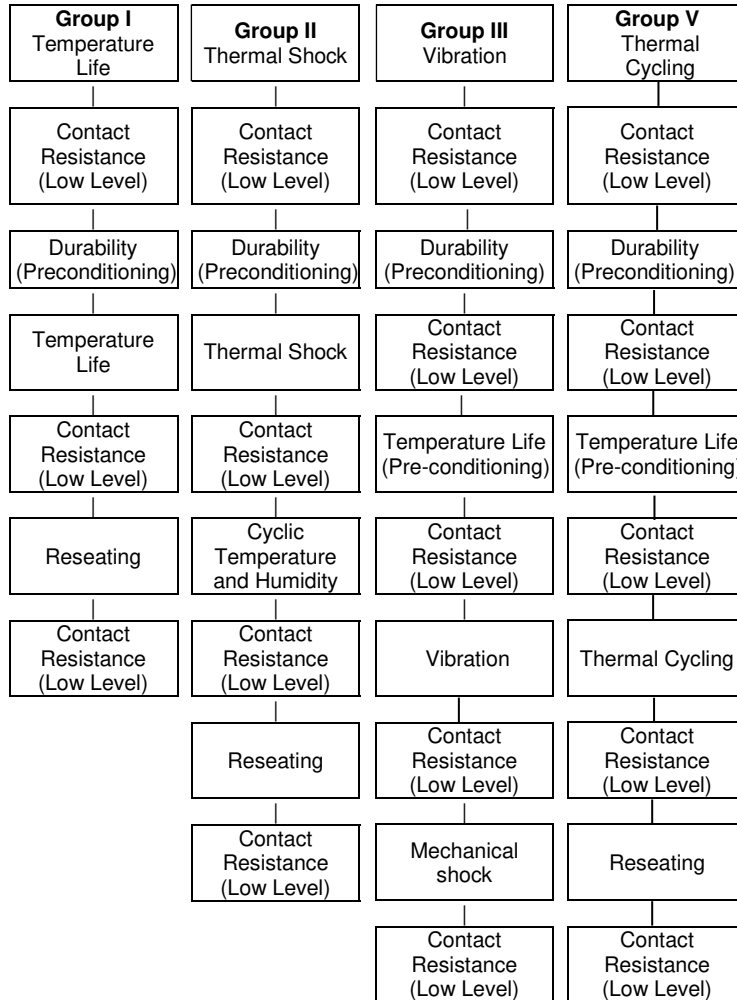 Group I
Temperature
Life
Contact
Resistance
(Low Level)
Durability
(Preconditioning)
Temperature
Life
Contact
Resistance
(Low Level)
Reseating
Contact
Resistance
(Low Level)
Group II
Thermal Shock
Contact
Resistance
(Low Level)
Durability
(Preconditioning)
Thermal Shock
Contact
Resistance
(Low Level)
Cyclic
Temperature
and Humidity
Contact
Resistance
(Low Level)
Reseating
Contact
Resistance
(Low Level)
Group III
Vibration
Contact
Resistance
(Low Level)
Durability
(Preconditioning)
Contact
Resistance
(Low Level)
Temperature Life
(Pre-conditioning)
Contact
Resistance
(Low Level)
Vibration
Contact
Resistance
(Low Level)
Mechanical
shock
Contact
Resistance
(Low Level)
Group V
Thermal
Cycling
Contact
Resistance
(Low Level)
Durability
(Preconditioning)
Contact
Resistance
(Low Level)
Temperature Life
(Pre-conditioning)
Contact
Resistance
(Low Level)
Thermal Cycling
Contact
Resistance
(Low Level)
Reseating
Contact
Resistance
(Low Level)